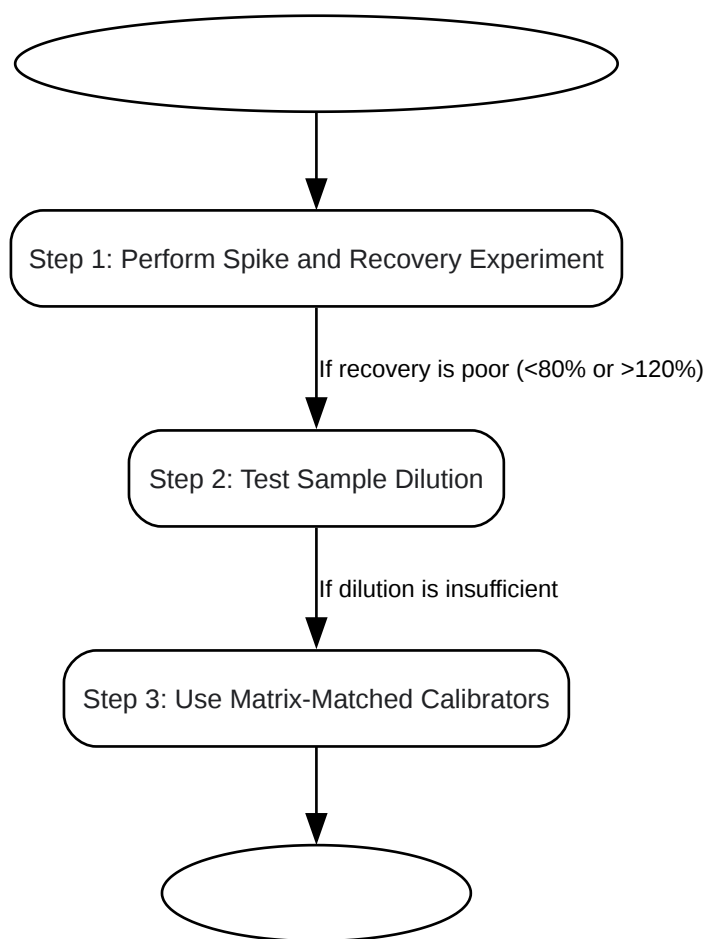 Step 1: Perform Spike and Recovery Experiment
If recovery is poor (<80% or >120%)
Step 2: Test Sample Dilution
If dilution is insufficient
Step 3: Use Matrix-Matched Calibrators